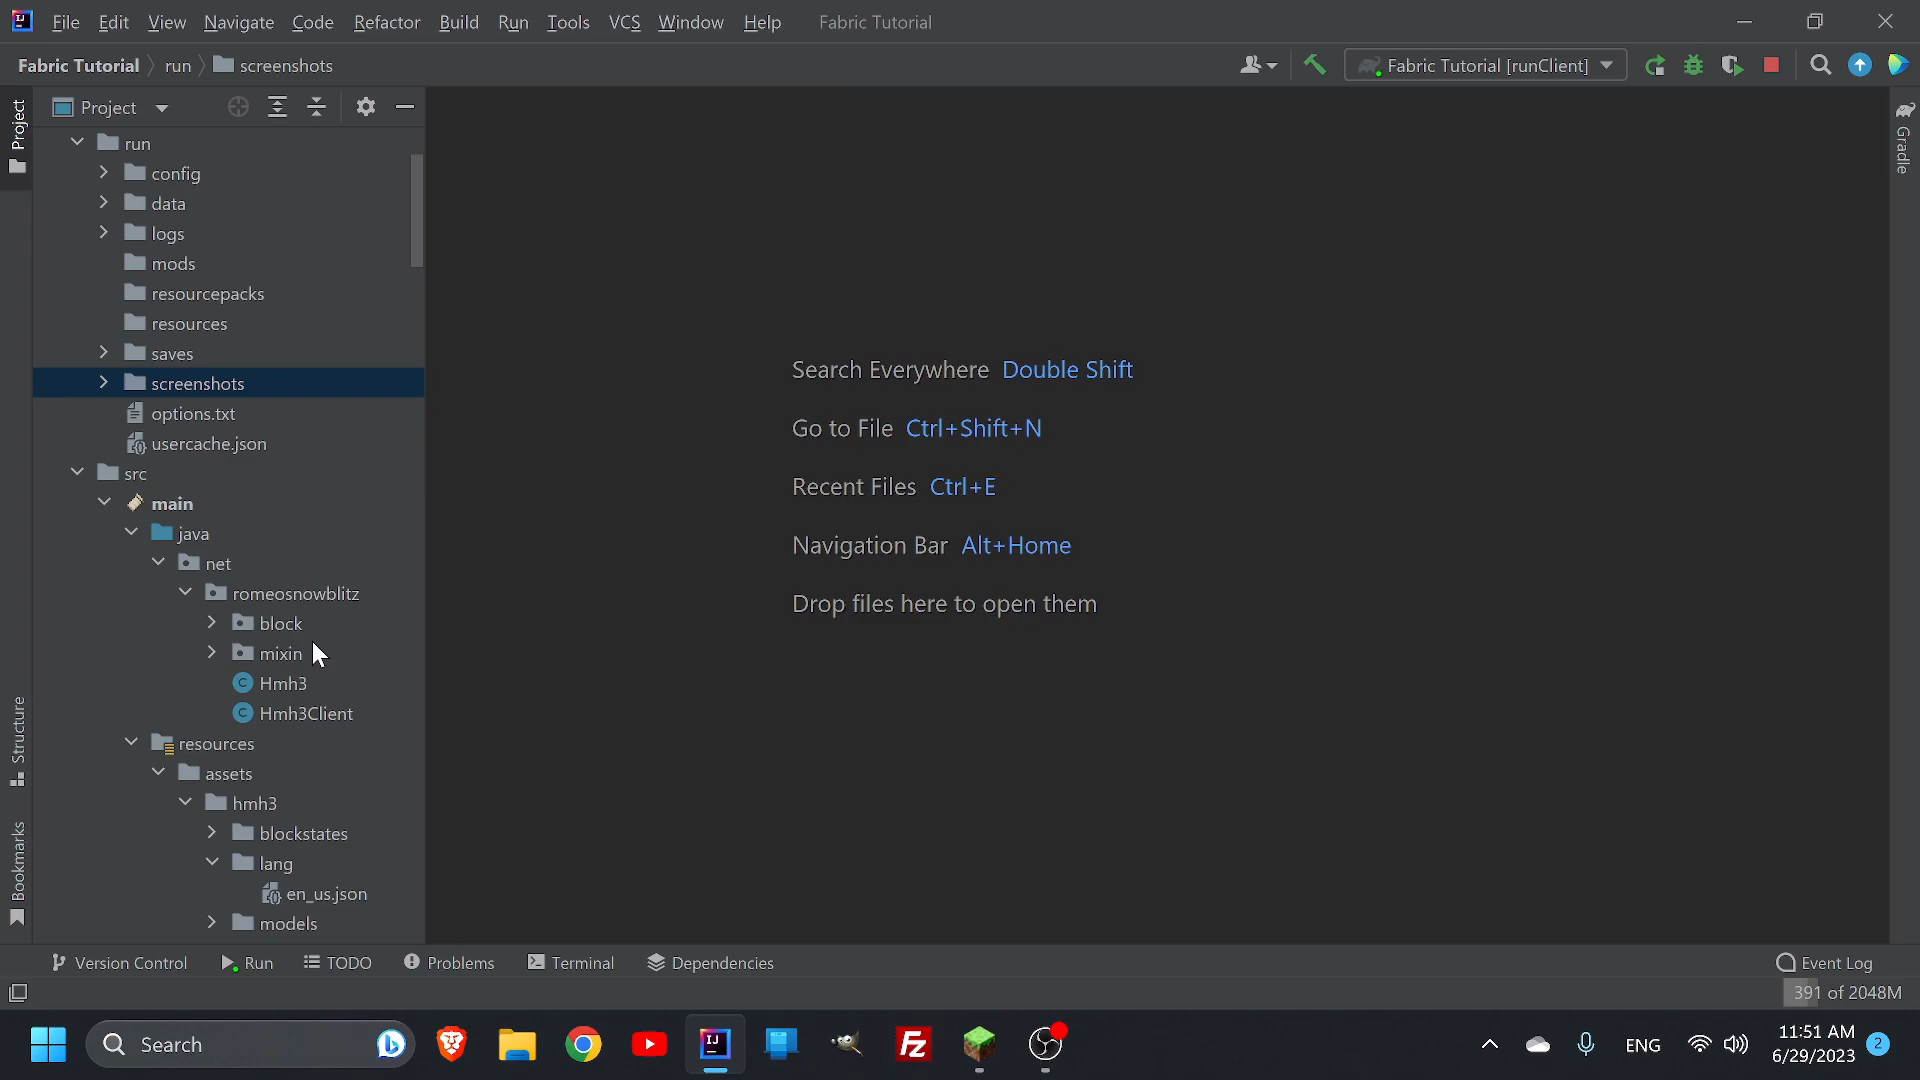 File Edit View Navigate Code Refactor Build Run Tools VCS Window Help Fabric Tutorial
Fabric Tutorial run screenshots Fabric Tutorial [runClient]
Project
Project
Gradle
run
config
data
logs
mods
resourcepacks
resources
saves
screenshots
options.txt
usercache.json
src
main
java
net
romeosnowblitz
block
mixin
Hmh3
Hmh3Client
resources
assets
hmh3
blockstates
lang
en_us.json
models
Structure
Bookmarks
Search Everywhere Double Shift
Go to File Ctrl+Shift+N
Recent Files Ctrl+E
Navigation Bar Alt+Home
Drop files here to open them
Version Control Run TODO Problems Terminal Dependencies Event Log
391 of 2048M
Search IJ Fz ENG 11:51 AM 2
6/29/2023